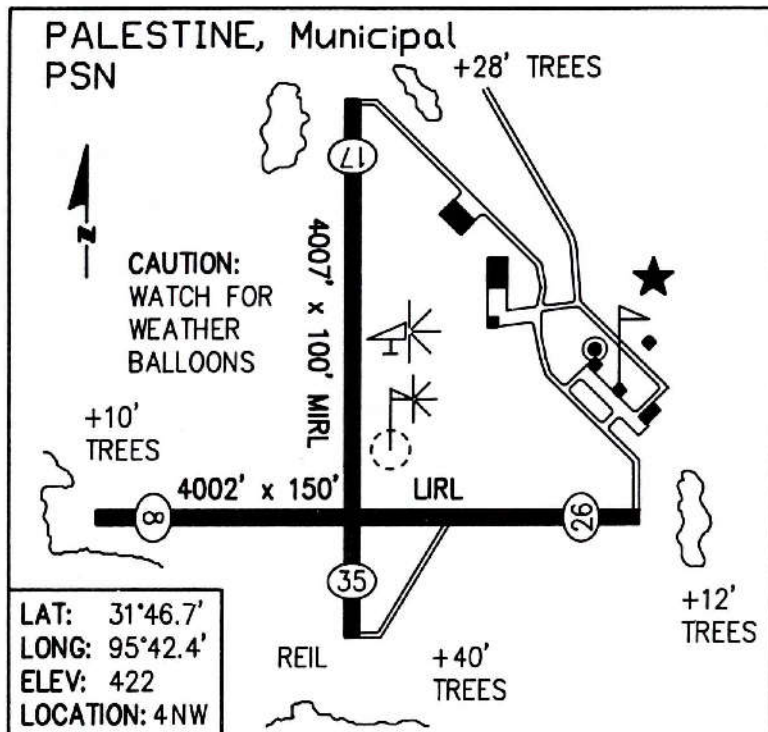 PALESTINE, Municipal
PSN
+28' TREES
17
N
4007' x 100' MIRL
CAUTION:
WATCH FOR
WEATHER
BALLOONS
+10'
TREES
4002' x 150'
LIRL
8
26
35
LAT: 31°46.7'
LONG: 95°42.4'
ELEV: 422
LOCATION: 4NW
REIL
+40'
TREES
+12'
TREES